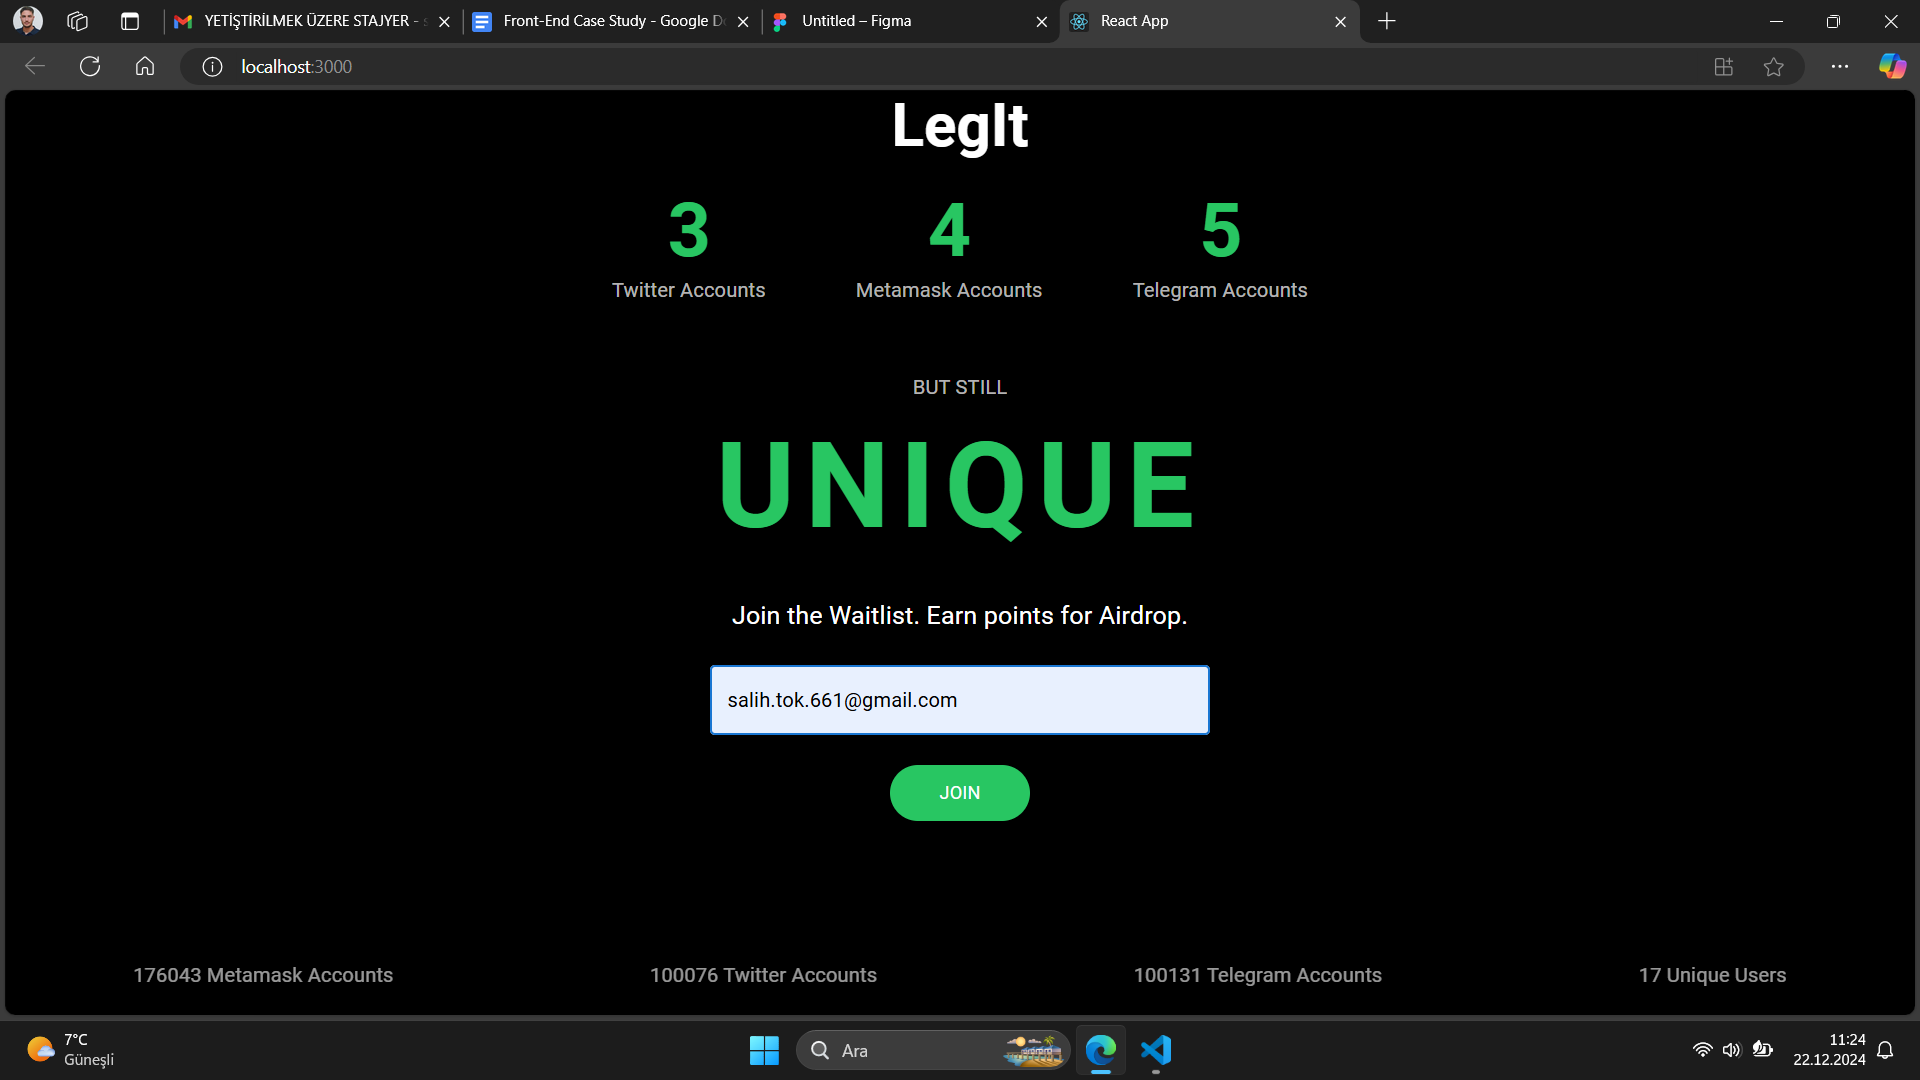 YETİŞTİRİLMEK ÜZERE STAJYER -
Front-End Case Study - Google D
Untitled – Figma
React App
localhost:3000
LegIt
3 4 5
Twitter Accounts Metamask Accounts Telegram Accounts
BUT STILL
UNIQUE
Join the Waitlist. Earn points for Airdrop.
salih.tok.661@gmail.com
JOIN
176043 Metamask Accounts 100076 Twitter Accounts 100131 Telegram Accounts 17 Unique Users
7°C
Güneşli
Ara
11:24
22.12.2024